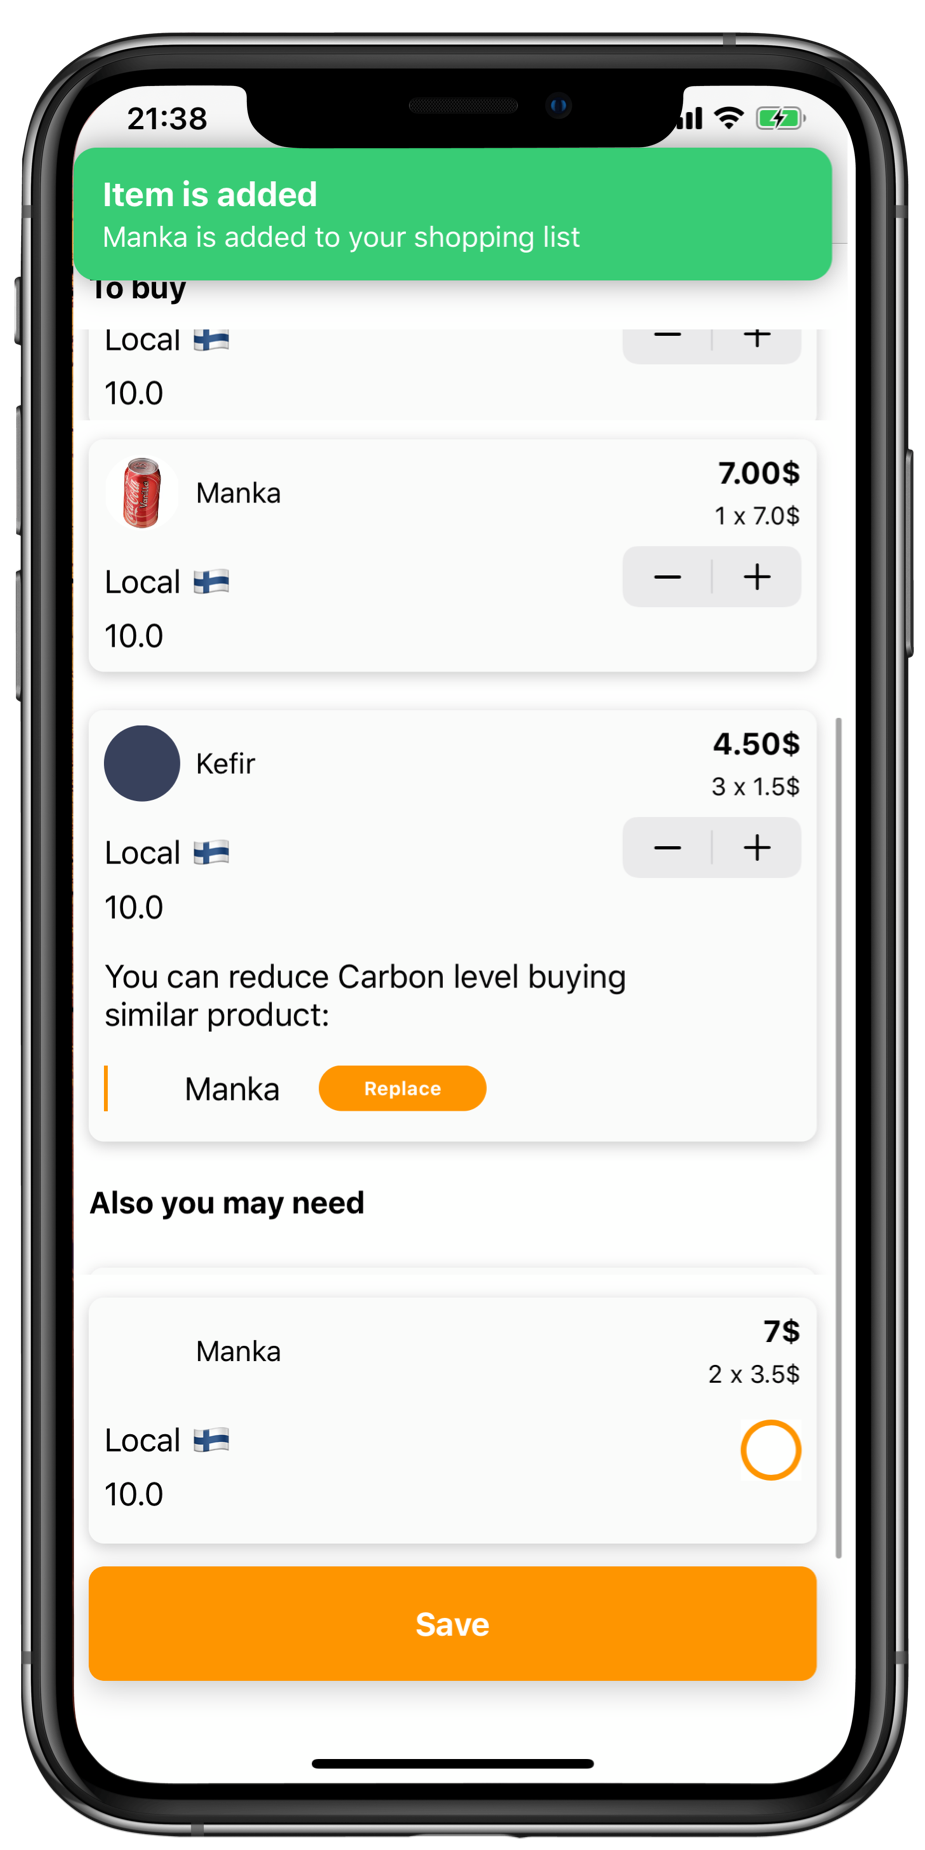 21:38
Item is added
Manka is added to your shopping list
To buy
Local
10.0
Manka
7.00$
1 x 7.0$
Local
10.0
Kefir
4.50$
3 x 1.5$
Local
10.0
You can reduce Carbon level buying
similar product:
Manka
Replace
Also you may need
Manka
7$
2 x 3.5$
Local
10.0
Save